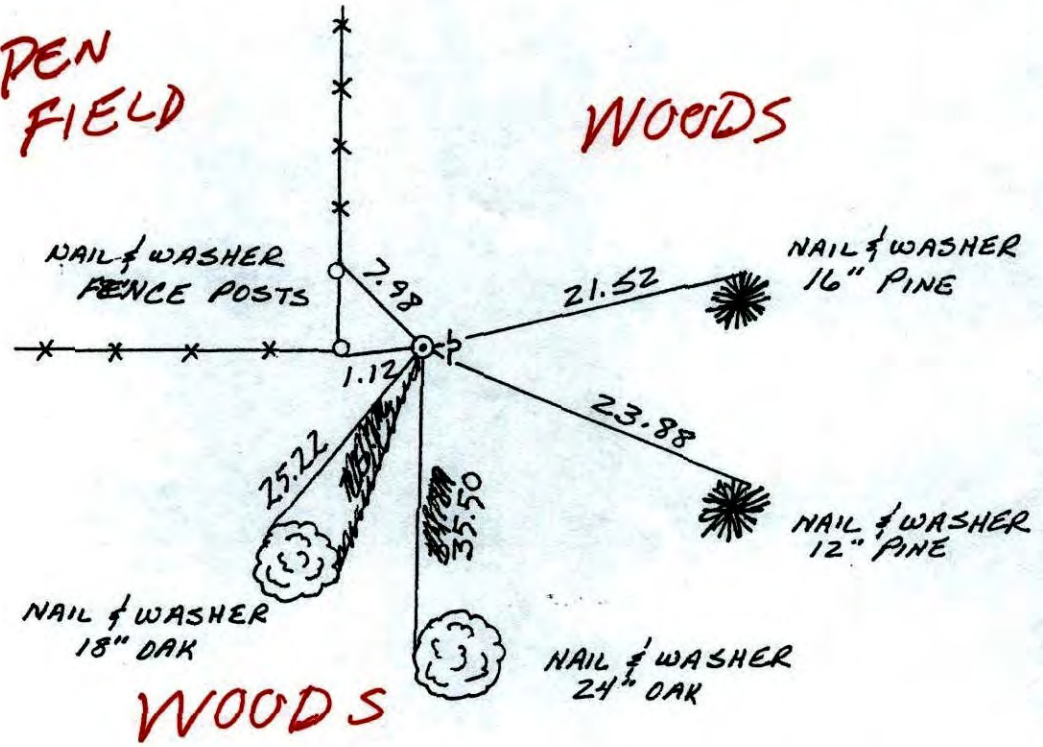 PEN
FIELD
WOODS
NAIL & WASHER
FENCE POSTS
7.98
21.52
NAIL & WASHER
16" PINE
1.12
23.88
25.22
35.50
NAIL & WASHER
12" PINE
NAIL & WASHER
18" OAK
NAIL & WASHER
24" OAK
WOODS